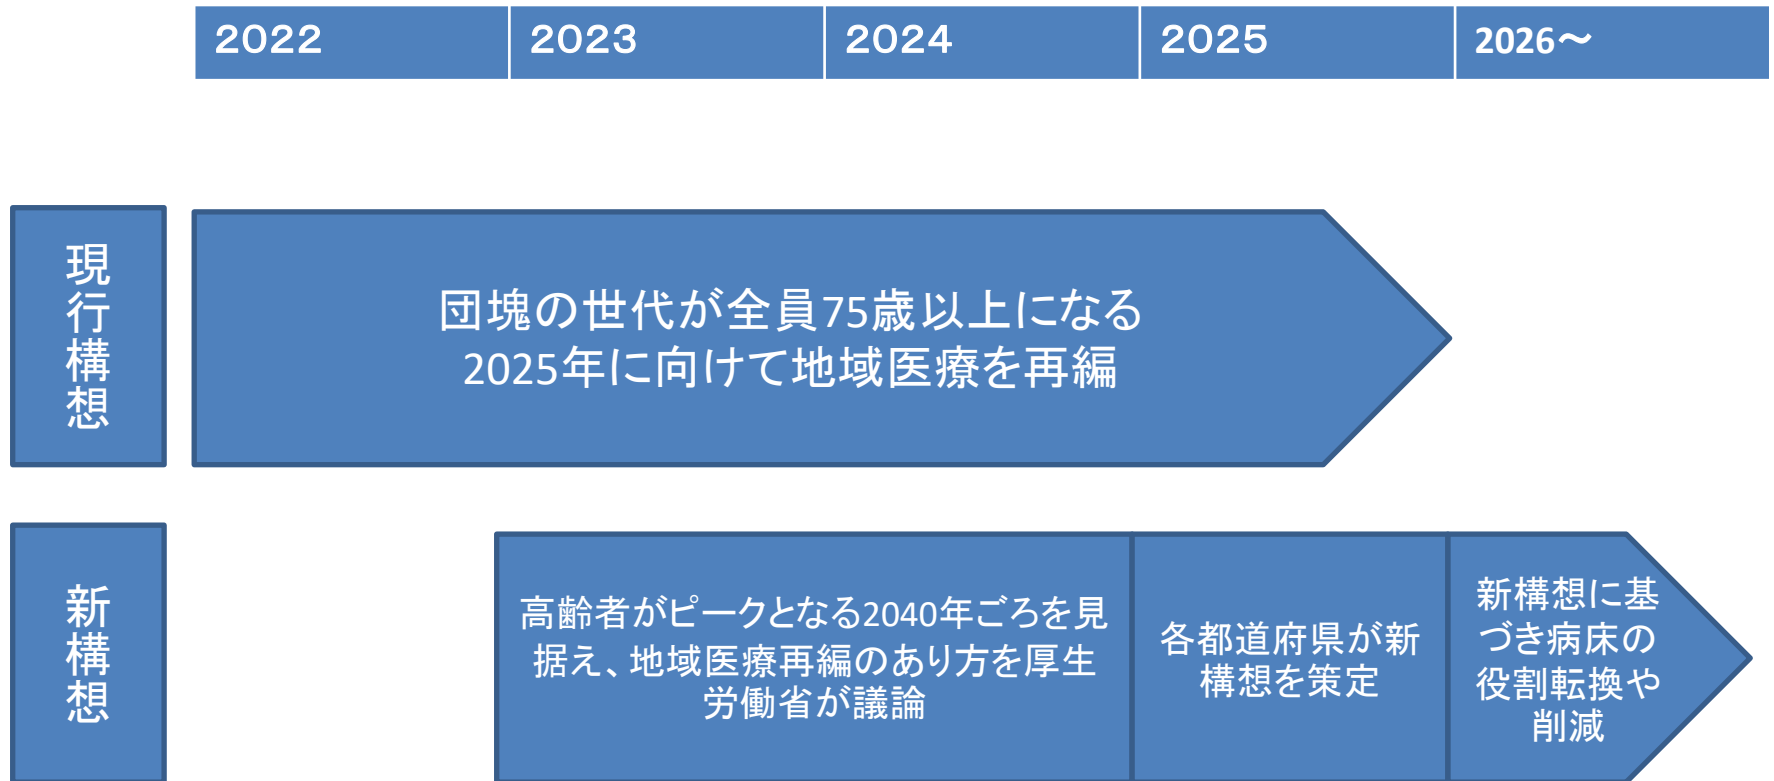 2022
2023
2024
2025
2026~
現行構想
団塊の世代が全員75歳以上になる
2025年に向けて地域医療を再編
新構想
高齢者がピークとなる2040年ごろを見
据え、地域医療再編のあり方を厚生
労働省が議論
各都道府県が新
構想を策定
新構想に基
づき病床の
役割転換や
削減